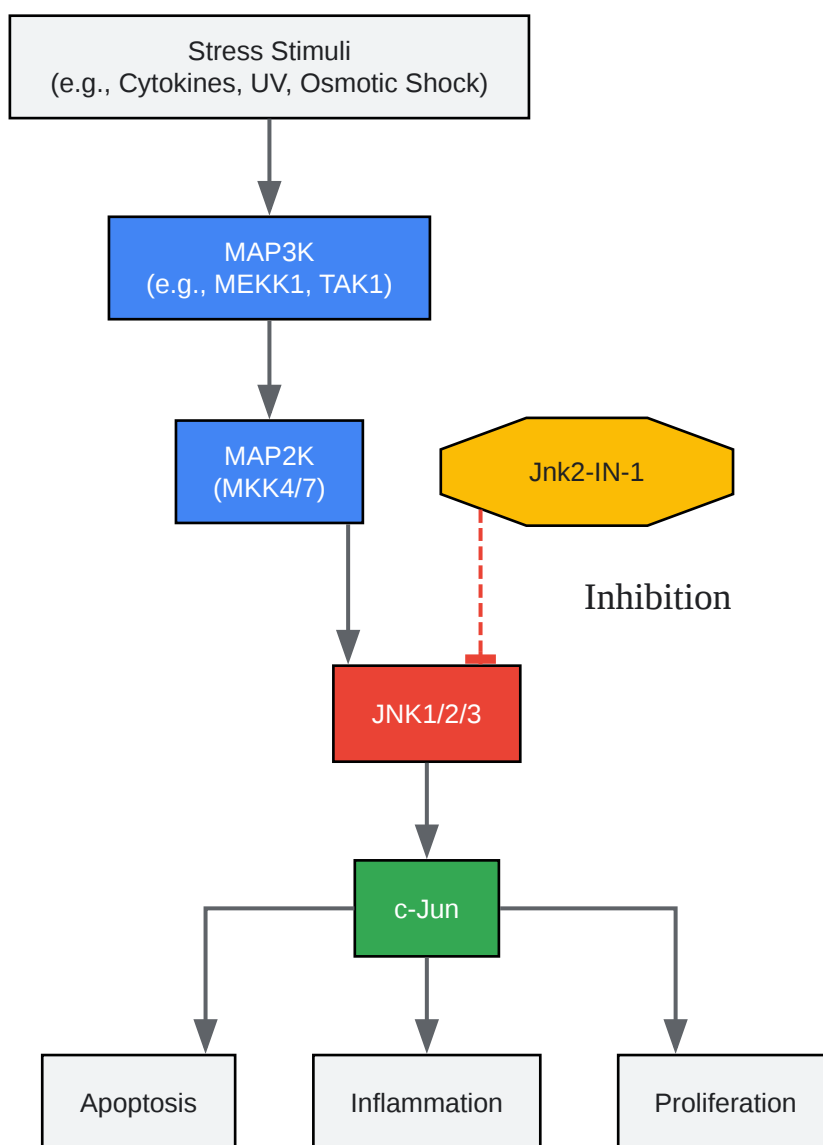 Stress Stimuli
(e.g., Cytokines, UV, Osmotic Shock)
MAP3K
(e.g., MEKK1, TAK1)
MAP2K
(MKK4/7)
Jnk2-IN-1
Inhibition
JNK1/2/3
c-Jun
Apoptosis
Inflammation
Proliferation